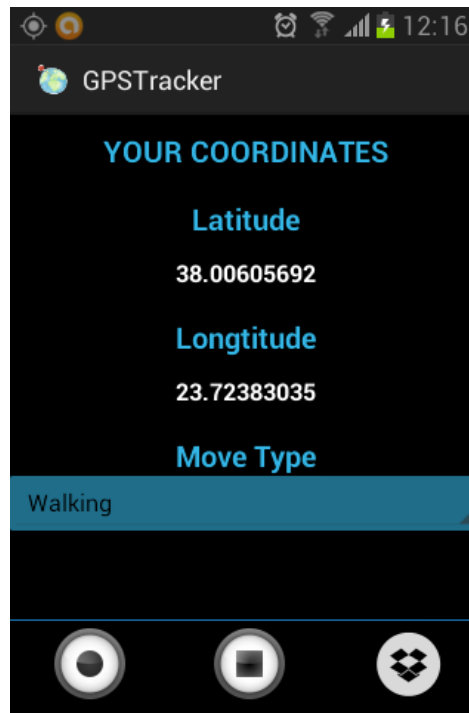 12:16
GPSTracker
YOUR COORDINATES
Latitude
38.00605692
Longtitude
23.72383035
Move Type
Walking